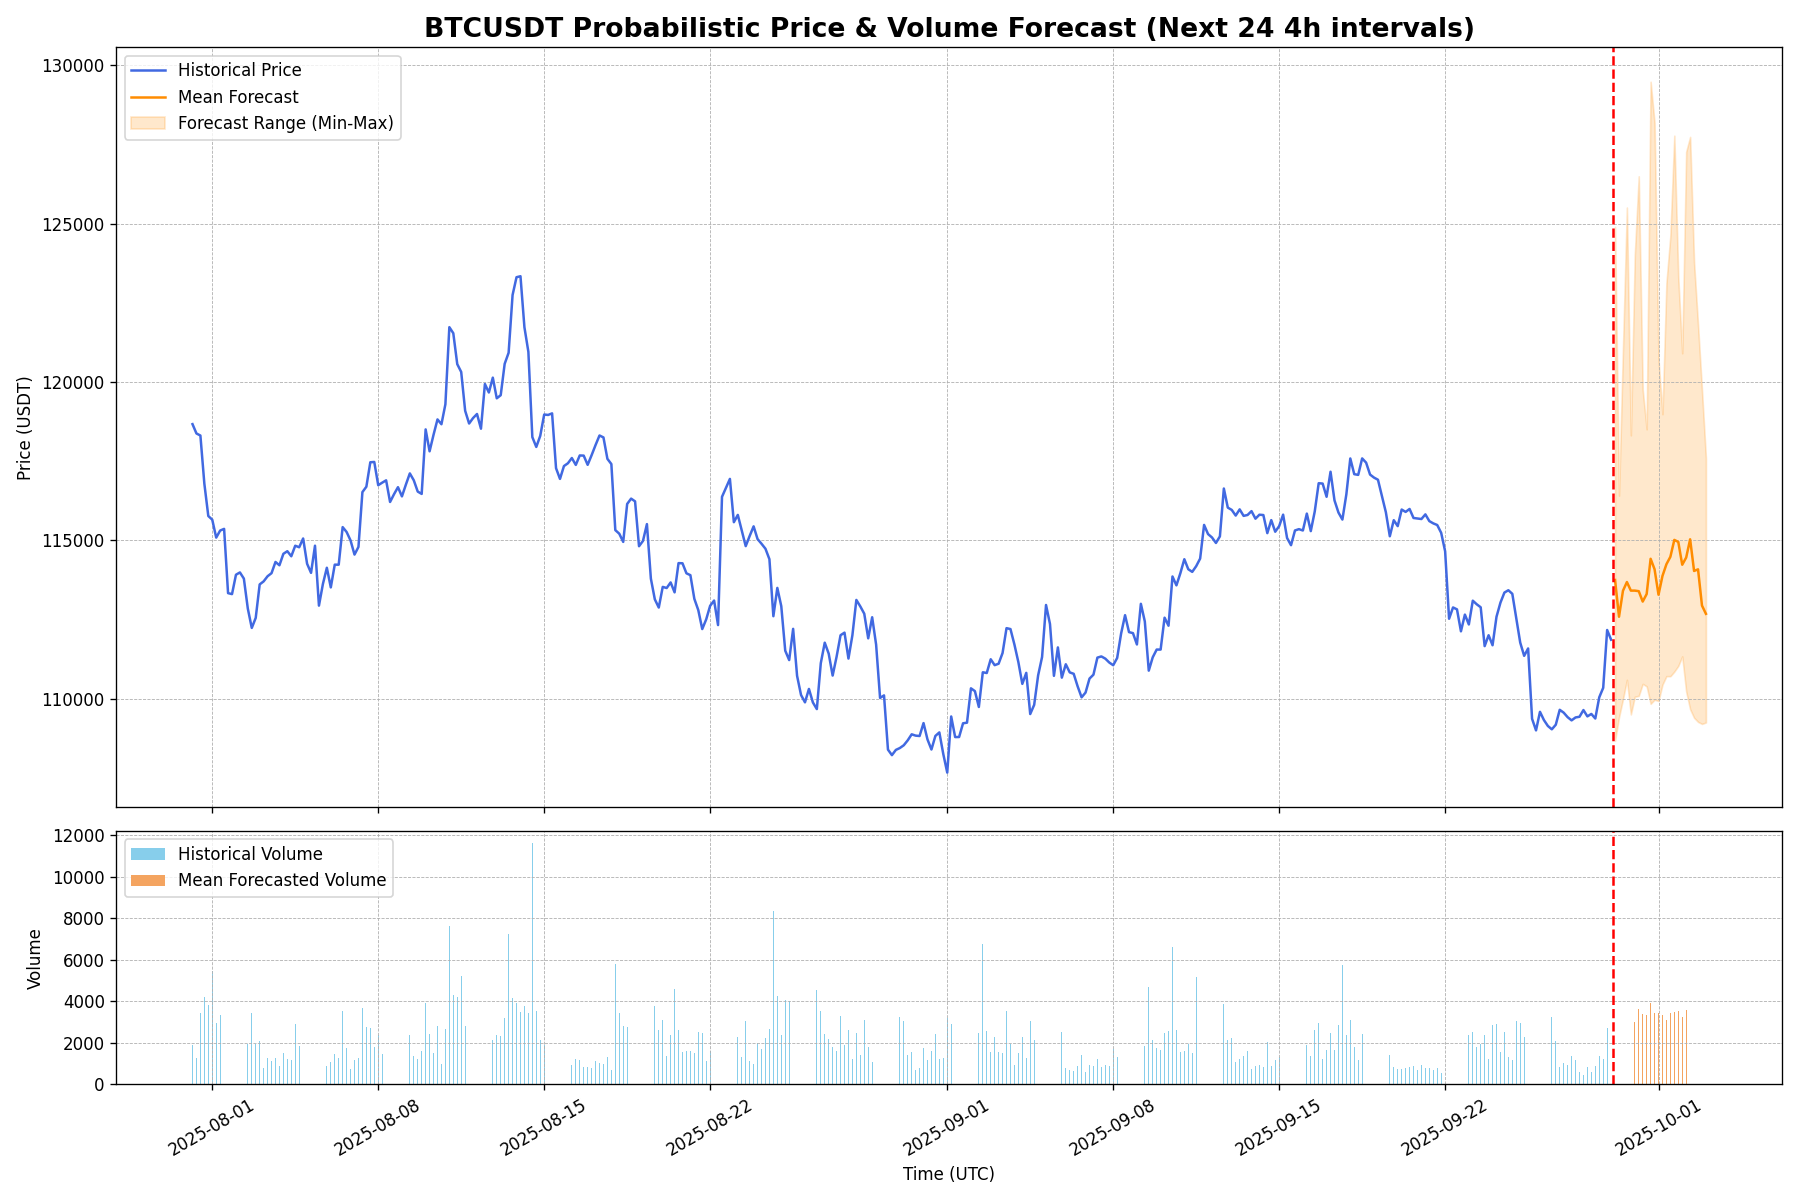 BTCUSDT Probabilistic Price & Volume Forecast (Next 24 4h intervals)
Historical Price
Mean Forecast
Forecast Range (Min-Max)
130000
125000
120000
115000
110000
Price (USDT)
Historical Volume
Mean Forecasted Volume
12000
10000
8000
6000
4000
2000
0
Volume
2025-08-01
2025-08-08
2025-08-15
2025-08-22
2025-09-01
2025-09-08
2025-09-15
2025-09-22
2025-10-01
Time (UTC)